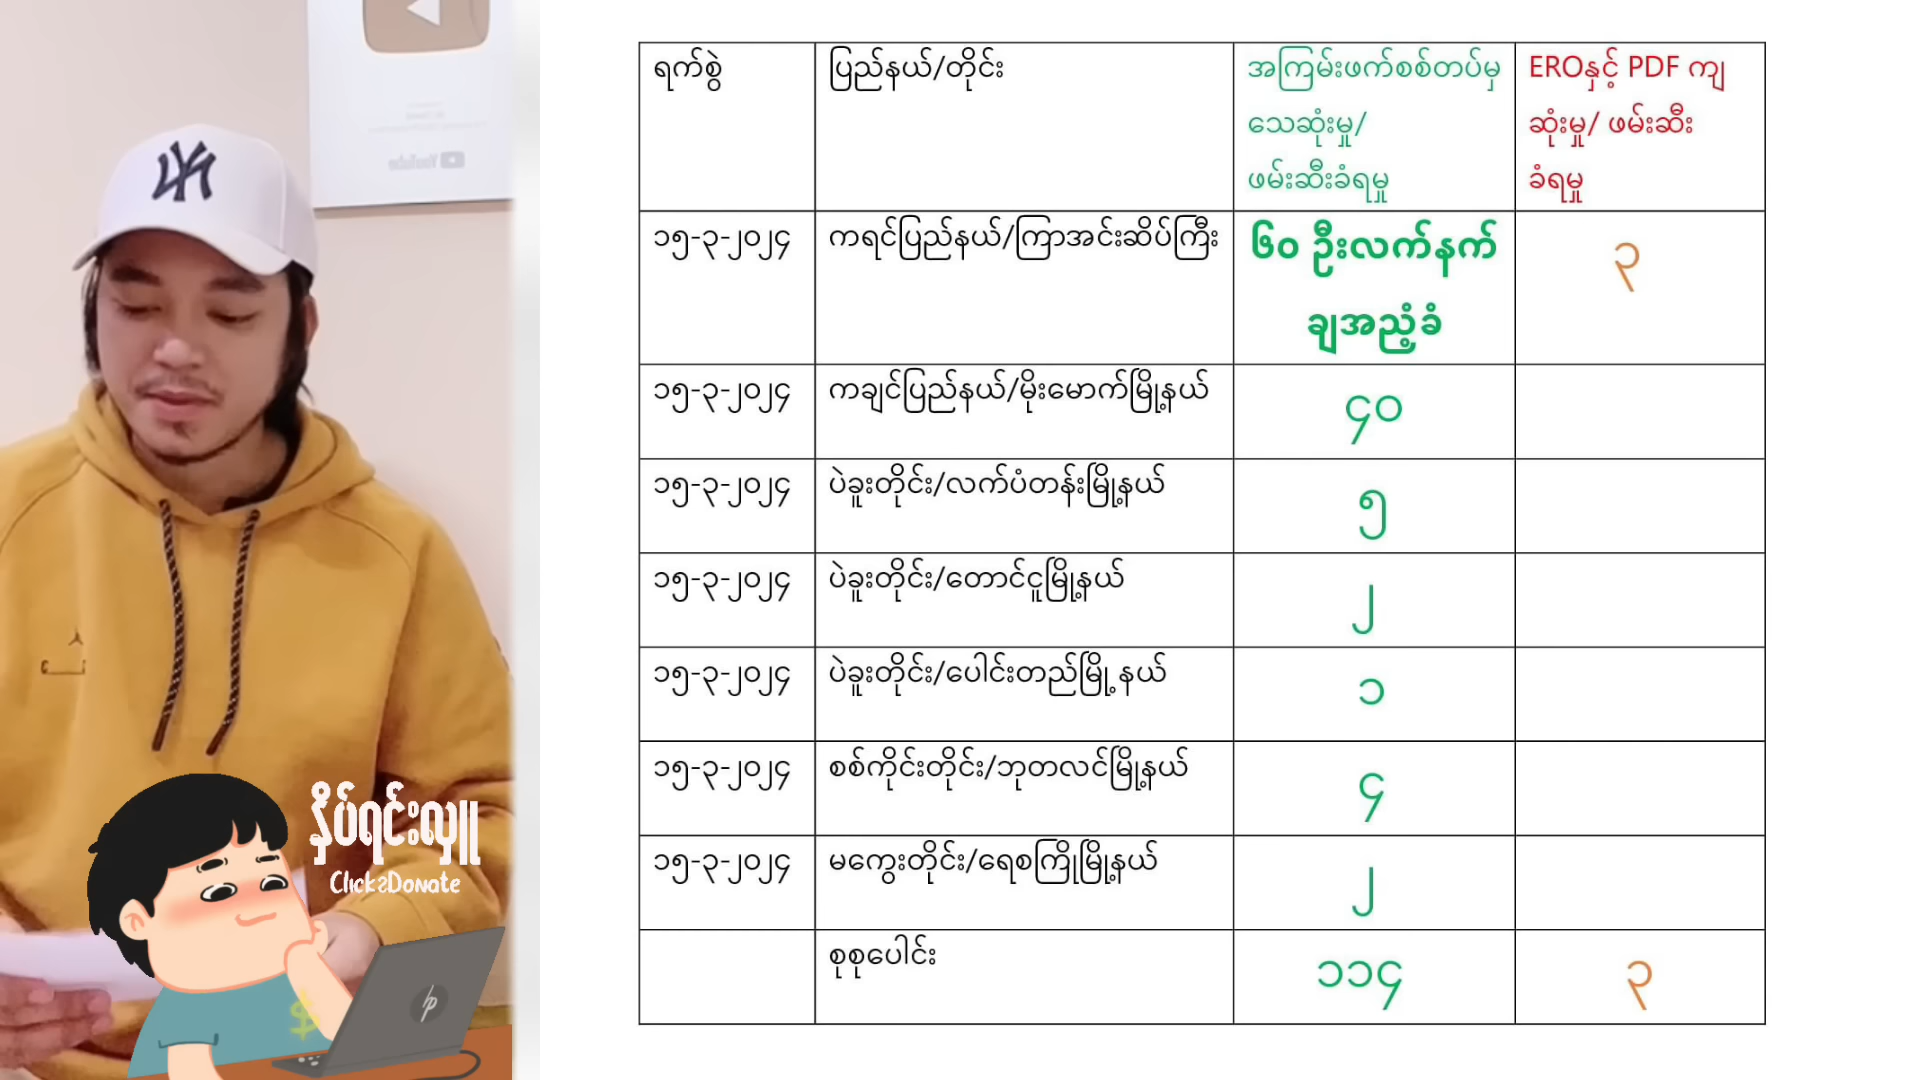 ရက်စွဲ
ပြည်နယ်/တိုင်း
အကြမ်းဖက်စစ်တပ်မှ
သေဆုံးမှု/
ဖမ်းဆီးခံရမှု
EROနှင့် PDF ကျ
ဆုံးမှု/ ဖမ်းဆီး
ခံရမှု
၁၅-၃-၂၀၂၄ ကရင်ပြည်နယ်/ကြာအင်းဆိပ်ကြီး ၆၀ ဦးလက်နက် ၃
ချအညံ့ခံ
၁၅-၃-၂၀၂၄ ကချင်ပြည်နယ်/မိုးမောက်မြို့နယ် ၄၀
၁၅-၃-၂၀၂၄ ပဲခူးတိုင်း/လက်ပံတန်းမြို့နယ် ၅
၁၅-၃-၂၀၂၄ ပဲခူးတိုင်း/တောင်ငူမြို့နယ် ၂
၁၅-၃-၂၀၂၄ ပဲခူးတိုင်း/ပေါင်းတည်မြို့နယ် ၁
၁၅-၃-၂၀၂၄ စစ်ကိုင်းတိုင်း/ဘုတလင်မြို့နယ် ၄
၁၅-၃-၂၀၂၄ မကွေးတိုင်း/ရေစကြိုမြို့နယ် ၂
စုစုပေါင်း ၁၁၄ ၃
YouTube
နှိပ်ရင်းလှူ
Click2Donate
hp
$